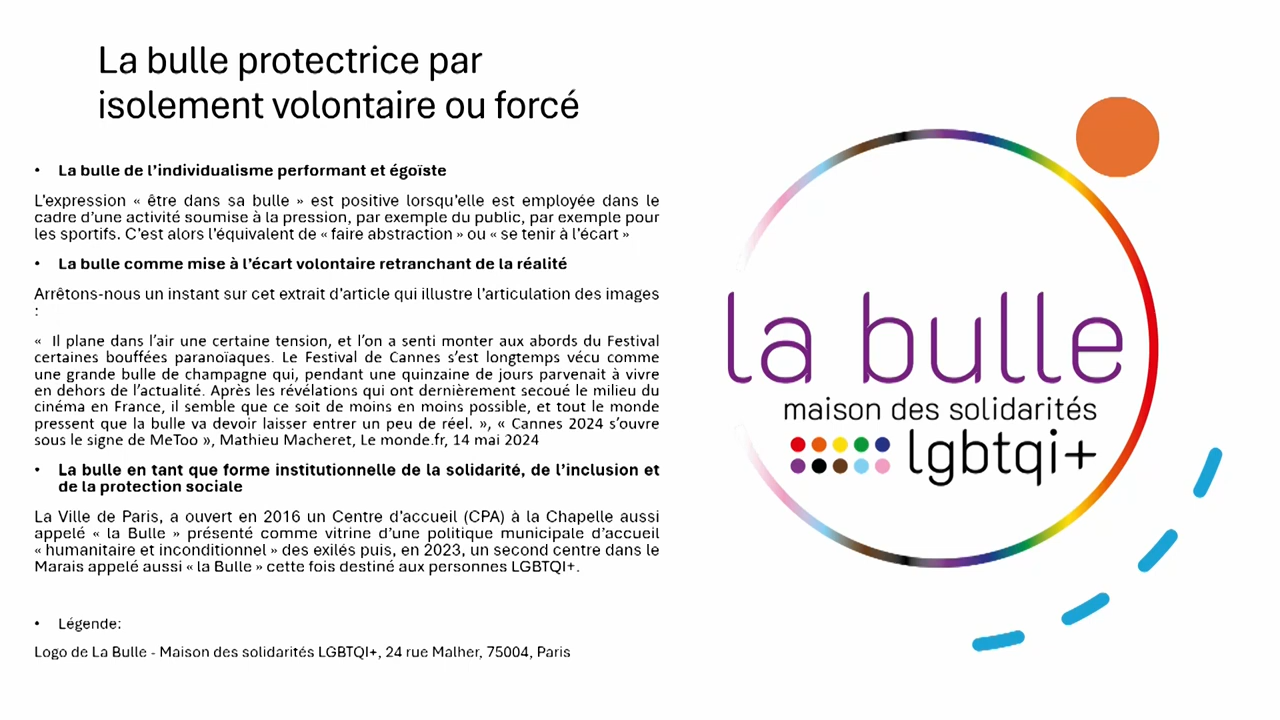 La bulle protectrice par
isolement volontaire ou forcé
• La bulle de l’individualisme performant et égoïste
L'expression « être dans sa bulle » est positive lorsqu'elle est employée dans le
cadre d’une activité soumise à la pression, par exemple du public, par exemple pour
les sportifs. C’est alors l’équivalent de « faire abstraction » ou « se tenir à l’écart »
• La bulle comme mise à l’écart volontaire retranchant de la réalité
Arrêtons-nous un instant sur cet extrait d'article qui illustre l'articulation des images
:
« Il plane dans l’air une certaine tension, et l’on a senti monter aux abords du Festival
certaines bouffées paranoïaques. Le Festival de Cannes s’est longtemps vécu comme
une grande bulle de champagne qui, pendant une quinzaine de jours parvenait à vivre
en dehors de l’actualité. Après les révélations qui ont dernièrement secoué le milieu du
cinéma en France, il semble que ce soit de moins en moins possible, et tout le monde
pressent que la bulle va devoir laisser entrer un peu de réel. », « Cannes 2024 s’ouvre
sous le signe de MeToo », Mathieu Macheret, Le monde.fr, 14 mai 2024
• La bulle en tant que forme institutionnelle de la solidarité, de l’inclusion et
de la protection sociale
La Ville de Paris, a ouvert en 2016 un Centre d’accueil (CPA) à la Chapelle aussi
appelé « la Bulle » présenté comme vitrine d’une politique municipale d’accueil
« humanitaire et inconditionnel » des exilés puis, en 2023, un second centre dans le
Marais appelé aussi « la Bulle » cette fois destiné aux personnes LGBTQI+.
• Légende:
Logo de La Bulle - Maison des solidarités LGBTQI+, 24 rue Malher, 75004, Paris
la bulle
maison des solidarités
lgbtqi+